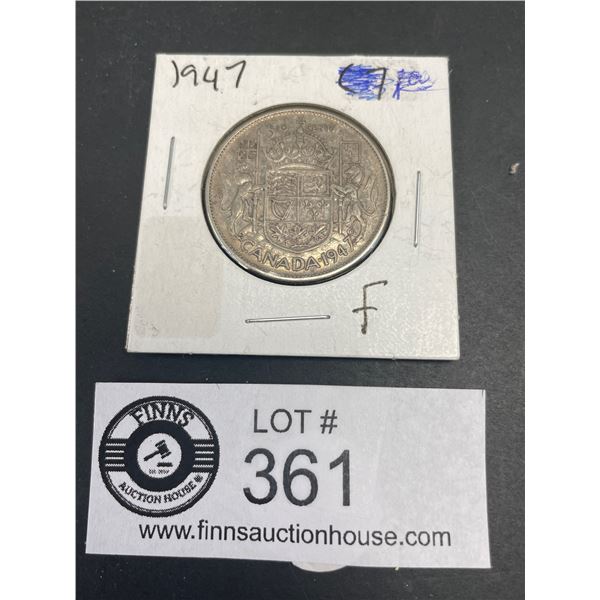 1947
CANADA · 1947
F
FINNS
AUCTION HOUSE
LOT #
361
www.finnsauctionhouse.com